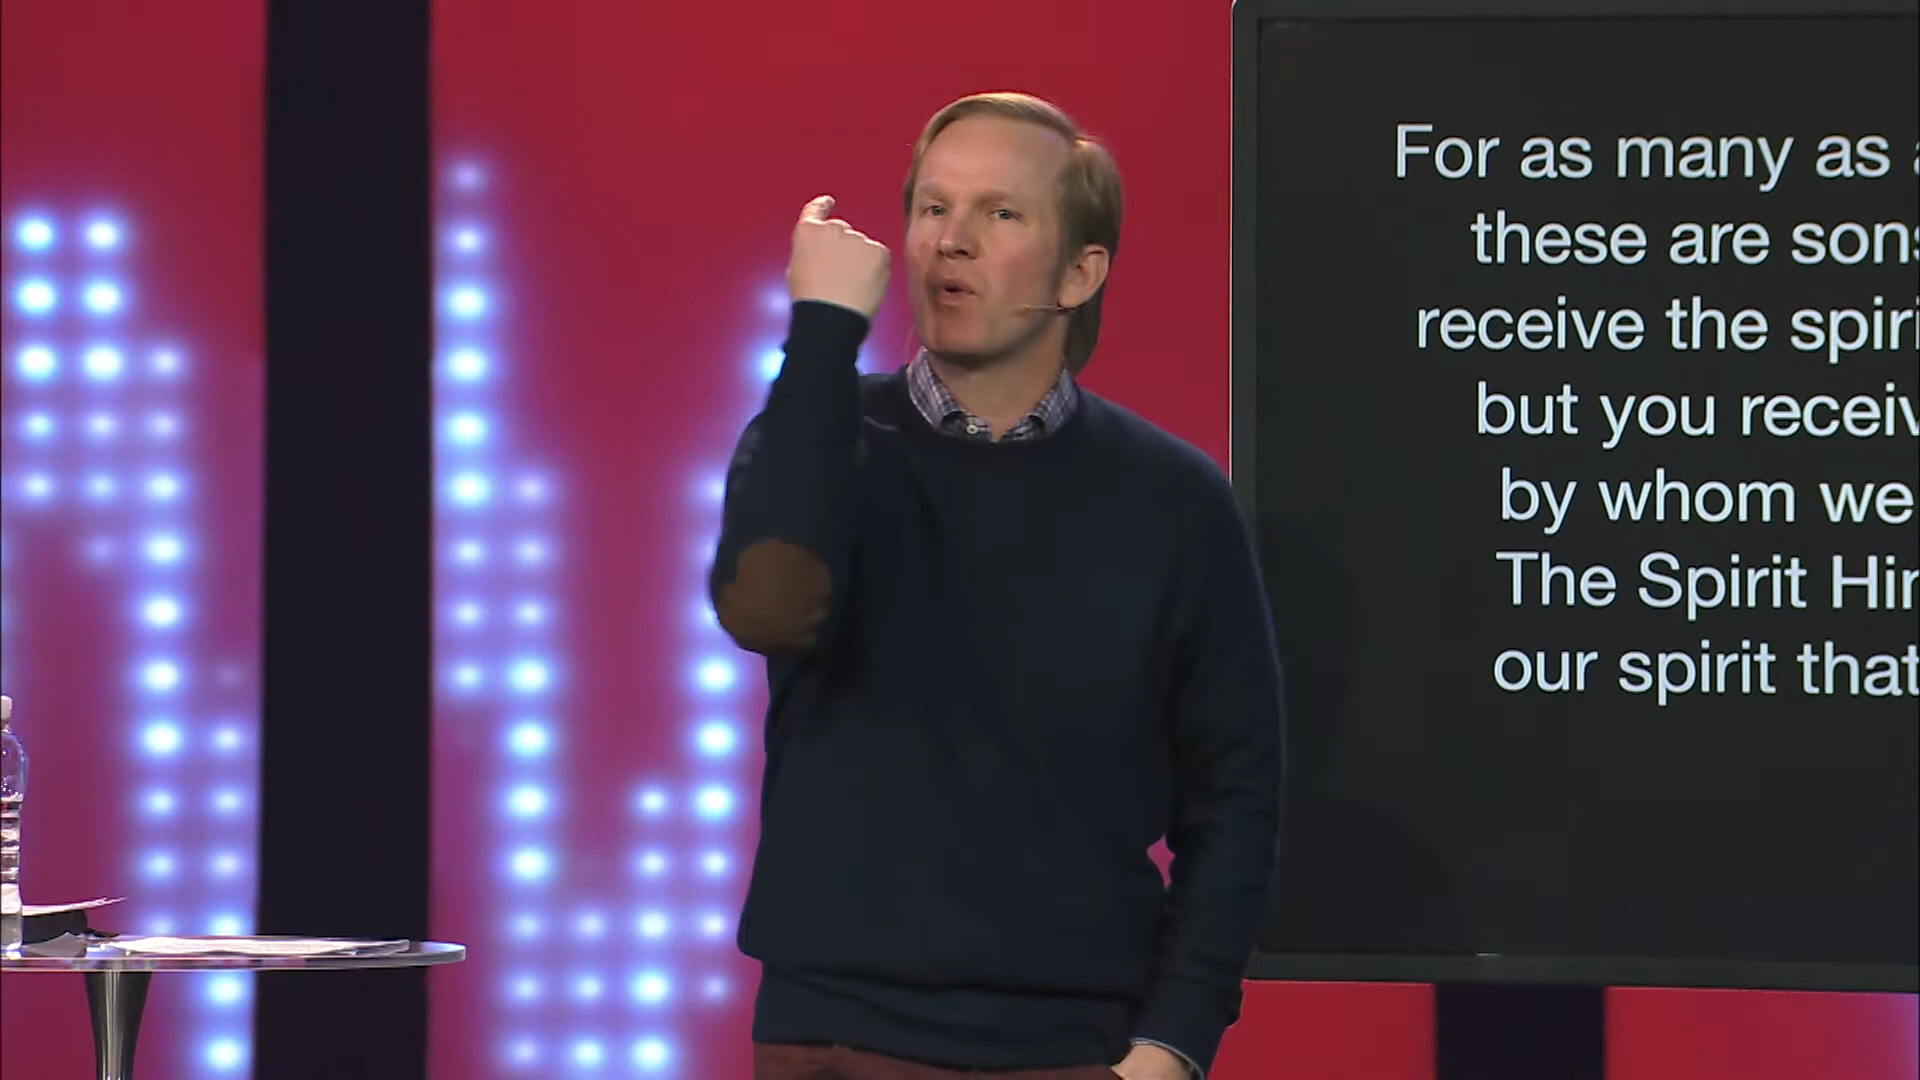 For as many as
these are sons
receive the
but you
by whom we
The Spirit
our spirit that